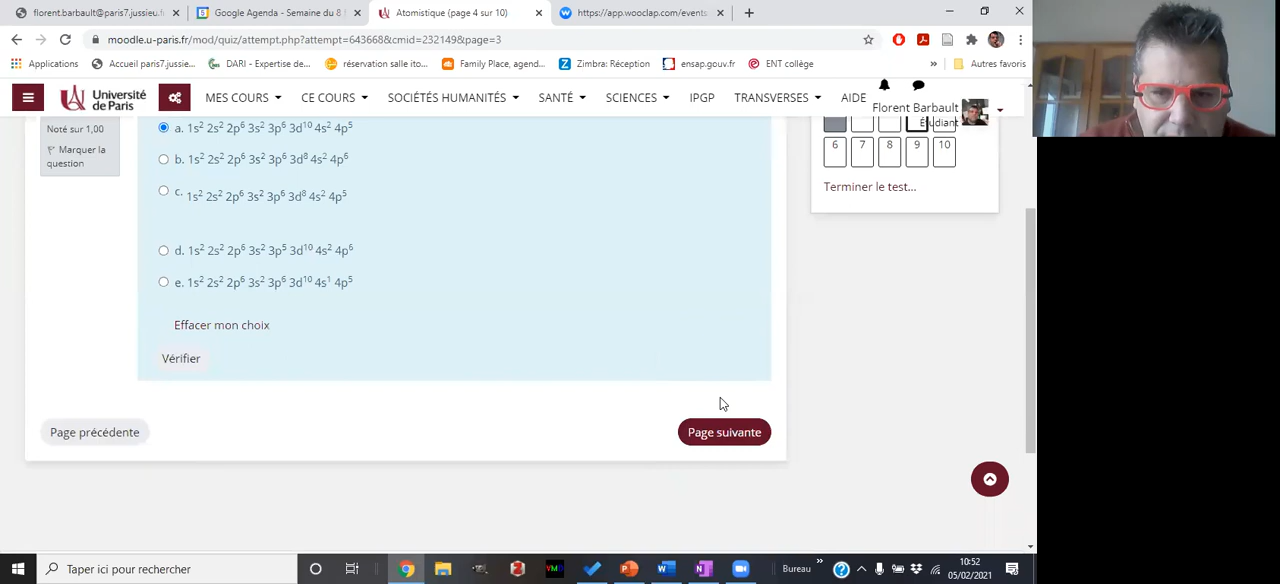 florent.barbault@paris7.jussieu.f
Google Agenda - Semaine du 8
Atomistique (page 4 sur 10)
https://app.wooclap.com/events
moodle.u-paris.fr/mod/quiz/attempt.php?attempt=643668&cmid=232149&page=3
Applications
Accueil paris7.jussie...
DARI - Expertise de...
réservation salle ito...
Family Place, agend...
Zimbra: Réception
ensap.gouv.fr
ENT collège
Autres favoris
Université de Paris
MES COURS
CE COURS
SOCIÉTÉS HUMANITÉS
SANTÉ
SCIENCES
IPGP
TRANSVERSES
AIDE
Florent Barbault
Étudiant
Noté sur 1,00
Marquer la
question
a. 1s² 2s² 2p⁶ 3s² 3p⁶ 3d¹⁰ 4s² 4p⁵
b. 1s² 2s² 2p⁶ 3s² 3p⁶ 3d⁸ 4s² 4p⁶
c. 1s² 2s² 2p⁶ 3s² 3p⁶ 3d⁸ 4s² 4p⁵
d. 1s² 2s² 2p⁶ 3s² 3p⁵ 3d¹⁰ 4s² 4p⁶
e. 1s² 2s² 2p⁶ 3s² 3p⁶ 3d¹⁰ 4s¹ 4p⁵
Effacer mon choix
Vérifier
6 7 8 9 10
Terminer le test...
Page précédente
Page suivante
Taper ici pour rechercher
Bureau
10:52
05/02/2021